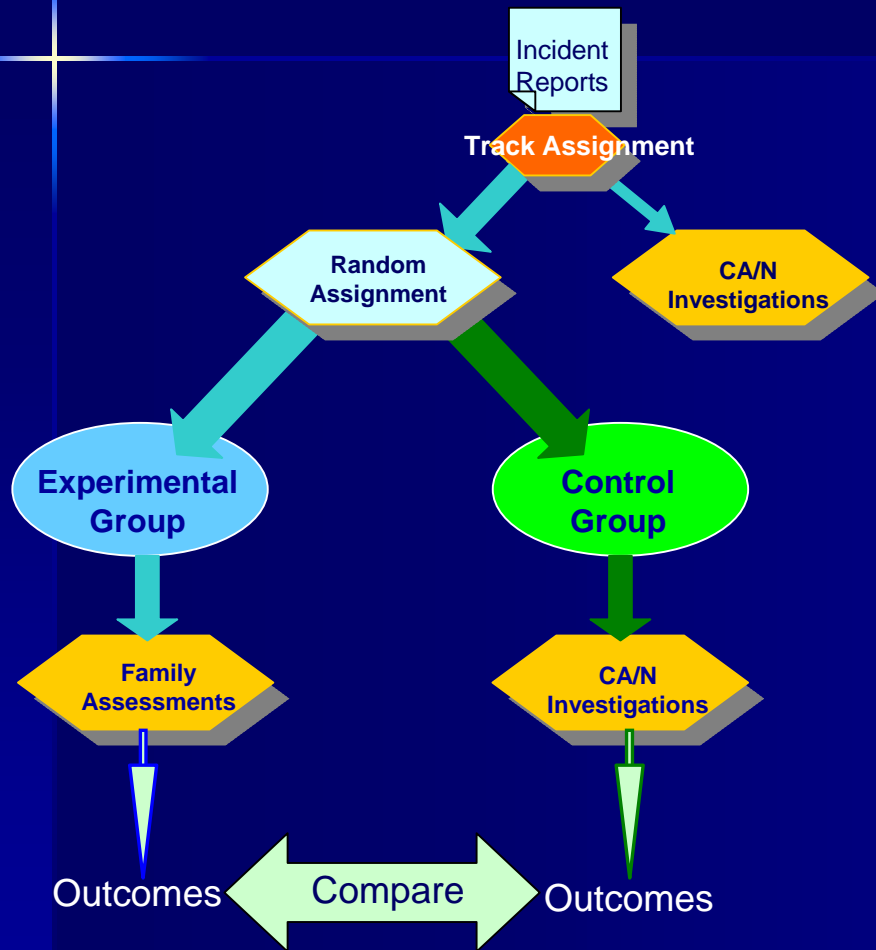 Incident
Reports
Track Assignment
Random
Assignment
CA/N
Investigations
Experimental
Group
Control
Group
Family
Assessments
CA/N
Investigations
Outcomes
Compare
Outcomes